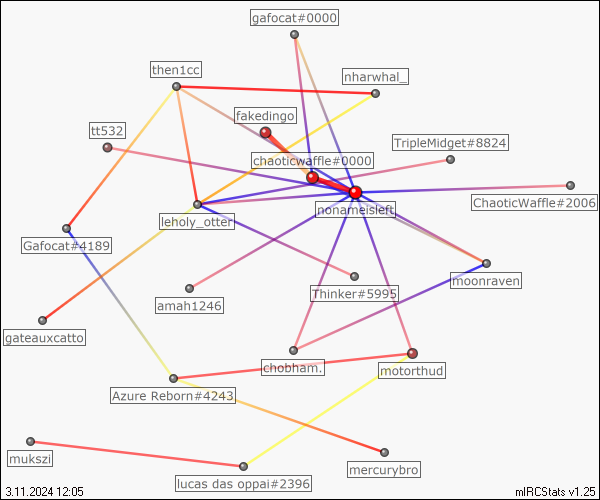 gafocat#0000
then1cc
nharwhal_
fakedingo
tt532
TripleMidget#8824
chaoticwaffle#0000
ChaoticWaffle#2006
nonameisleft
leholy_otter
Gafocat#4189
moonraven
Thinker#5995
amah1246
gateauxcatto
chobham.
motorthud
Azure Reborn#4243
mukszi
mercurybro
lucas das oppai#2396
3.11.2024 12:05
mIRCStats v1.25